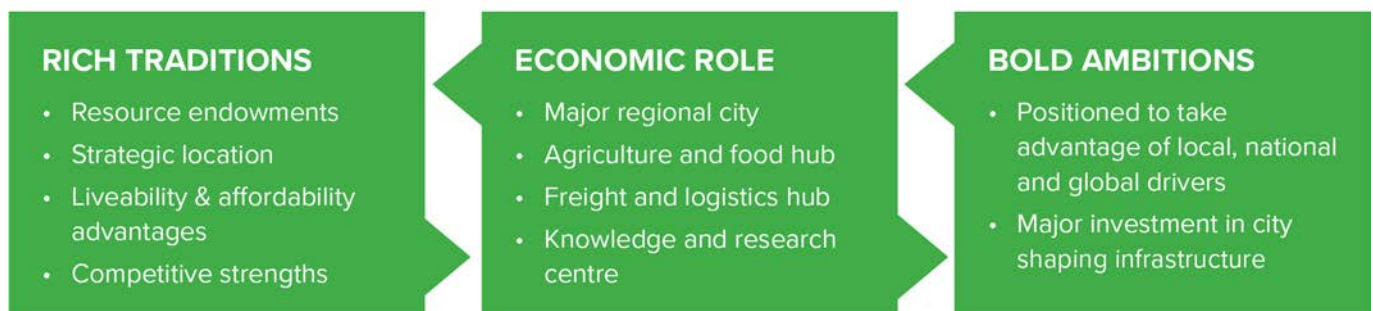 RICH TRADITIONS
• Resource endowments
• Strategic location
• Liveability & affordability
advantages
• Competitive strengths
ECONOMIC ROLE
• Major regional city
• Agriculture and food hub
• Freight and logistics hub
• Knowledge and research
centre
BOLD AMBITIONS
• Positioned to take
advantage of local, national
and global drivers
• Major investment in city
shaping infrastructure